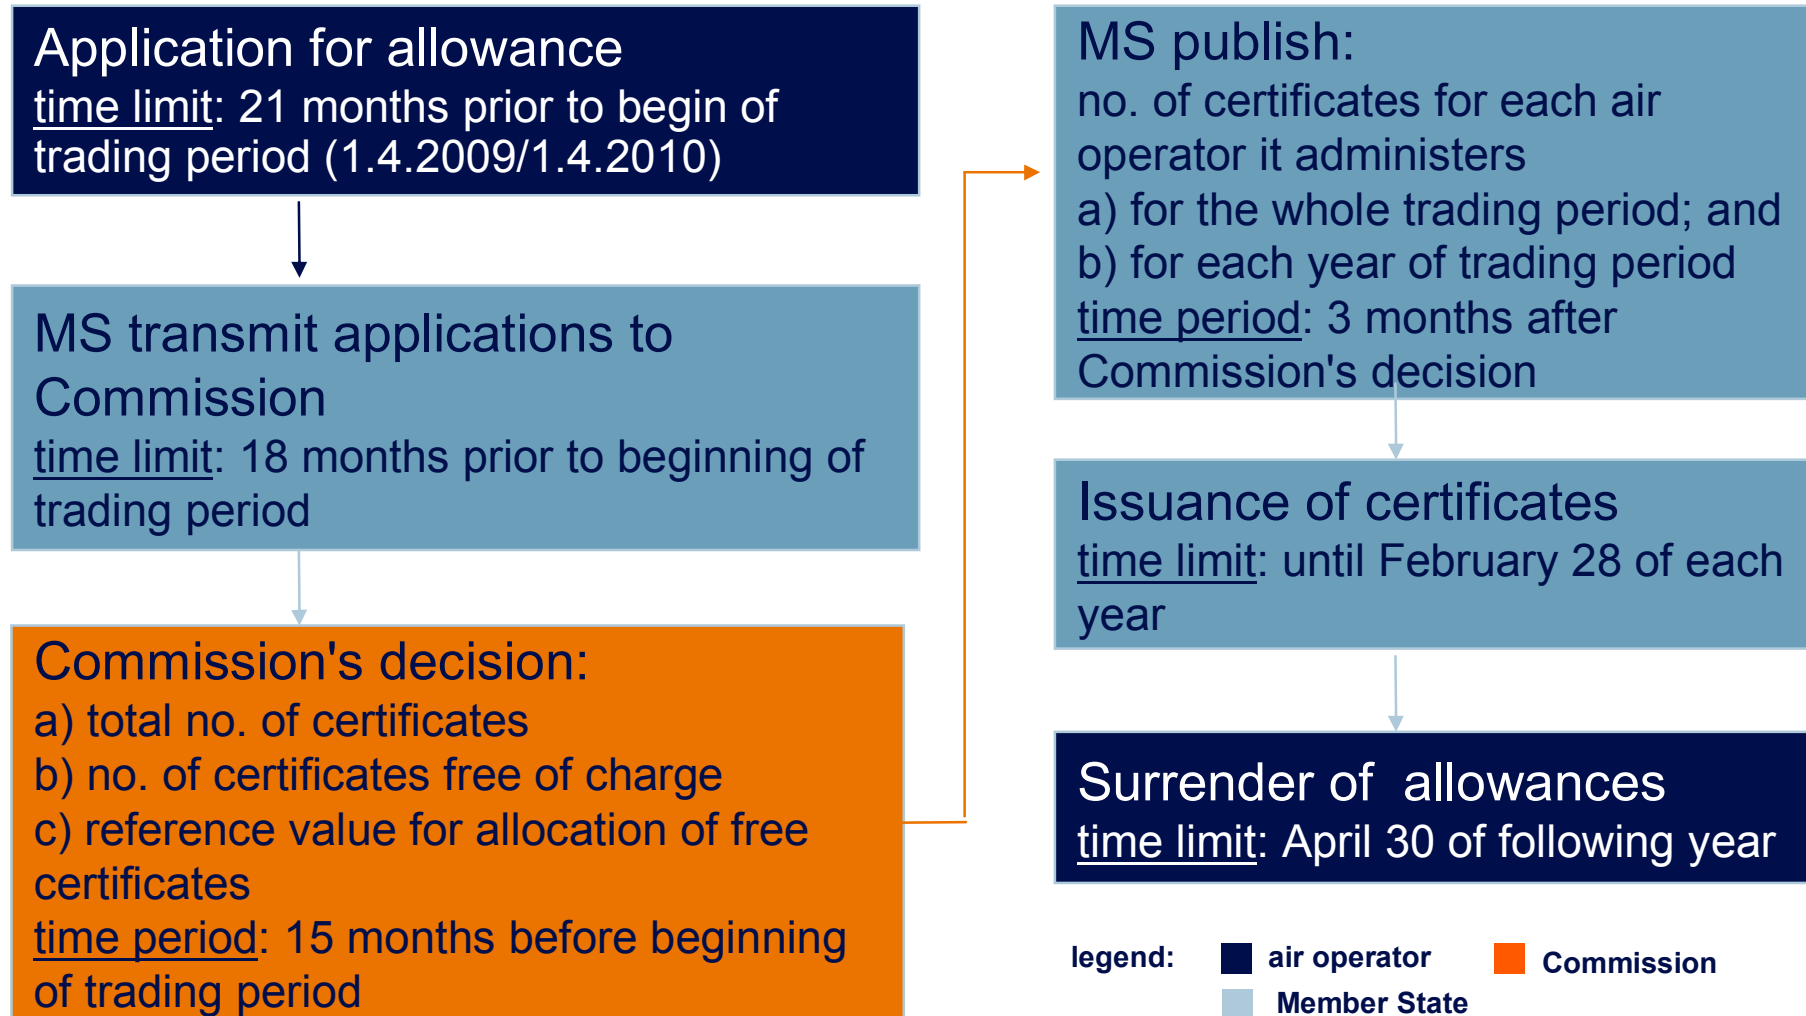 Application for allowance
time limit: 21 months prior to begin of
trading period (1.4.2009/1.4.2010)
MS transmit applications to
Commission
time limit: 18 months prior to beginning of
trading period
Commission's decision:
a) total no. of certificates
b) no. of certificates free of charge
c) reference value for allocation of free
certificates
time period: 15 months before beginning
of trading period
MS publish:
no. of certificates for each air
operator it administers
a) for the whole trading period; and
b) for each year of trading period
time period: 3 months after
Commission's decision
Issuance of certificates
time limit: until February 28 of each
year
Surrender of  allowances
time limit: April 30 of following year
legend:
air operator
Commission
Member State